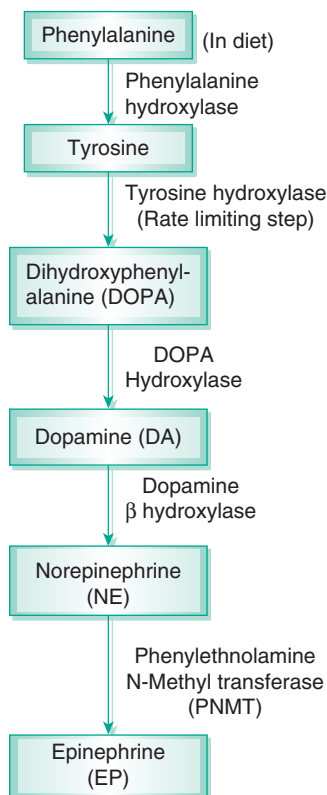 Phenylalanine (In diet)
Phenylalanine
hydroxylase
Tyrosine
Tyrosine hydroxylase
(Rate limiting step)
Dihydroxyphenyl-
alanine (DOPA)
DOPA
Hydroxylase
Dopamine (DA)
Dopamine
β hydroxylase
Norepinephrine
(NE)
Phenylethnolamine
N-Methyl transferase
(PNMT)
Epinephrine
(EP)